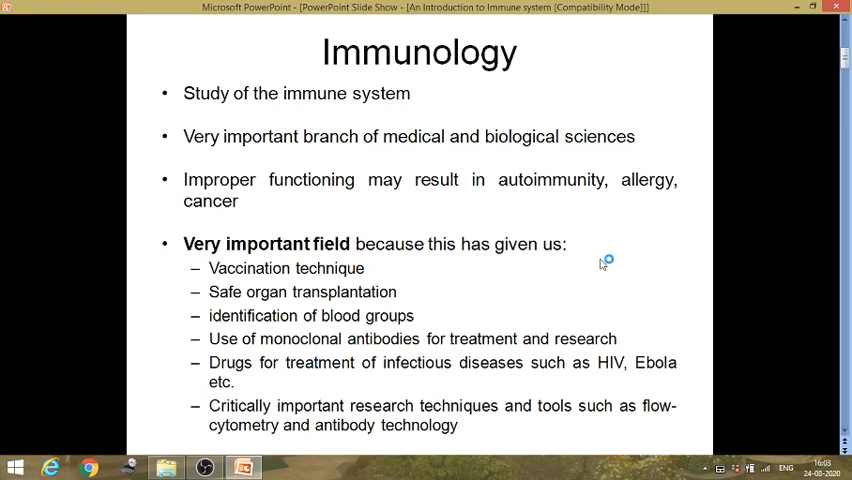 Microsoft PowerPoint - [PowerPoint Slide Show - [An Introduction to Immune system [Compatibility Mode]]]
Immunology
• Study of the immune system
• Very important branch of medical and biological sciences
• Improper functioning may result in autoimmunity, allergy,
cancer
• Very important field because this has given us:
– Vaccination technique
– Safe organ transplantation
– identification of blood groups
– Use of monoclonal antibodies for treatment and research
– Drugs for treatment of infectious diseases such as HIV, Ebola
etc.
– Critically important research techniques and tools such as flow-
cytometry and antibody technology
ENG
16:03
24-08-2020